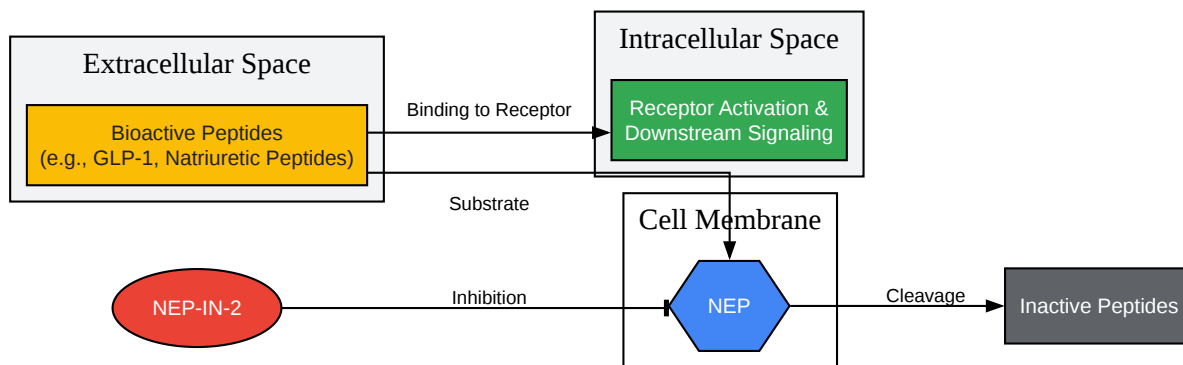 Extracellular Space
Bioactive Peptides
(e.g., GLP-1, Natriuretic Peptides)
Binding to Receptor
Intracellular Space
Receptor Activation &
Downstream Signaling
Substrate
Cell Membrane
NEP-IN-2
Inhibition
NEP
Cleavage
Inactive Peptides